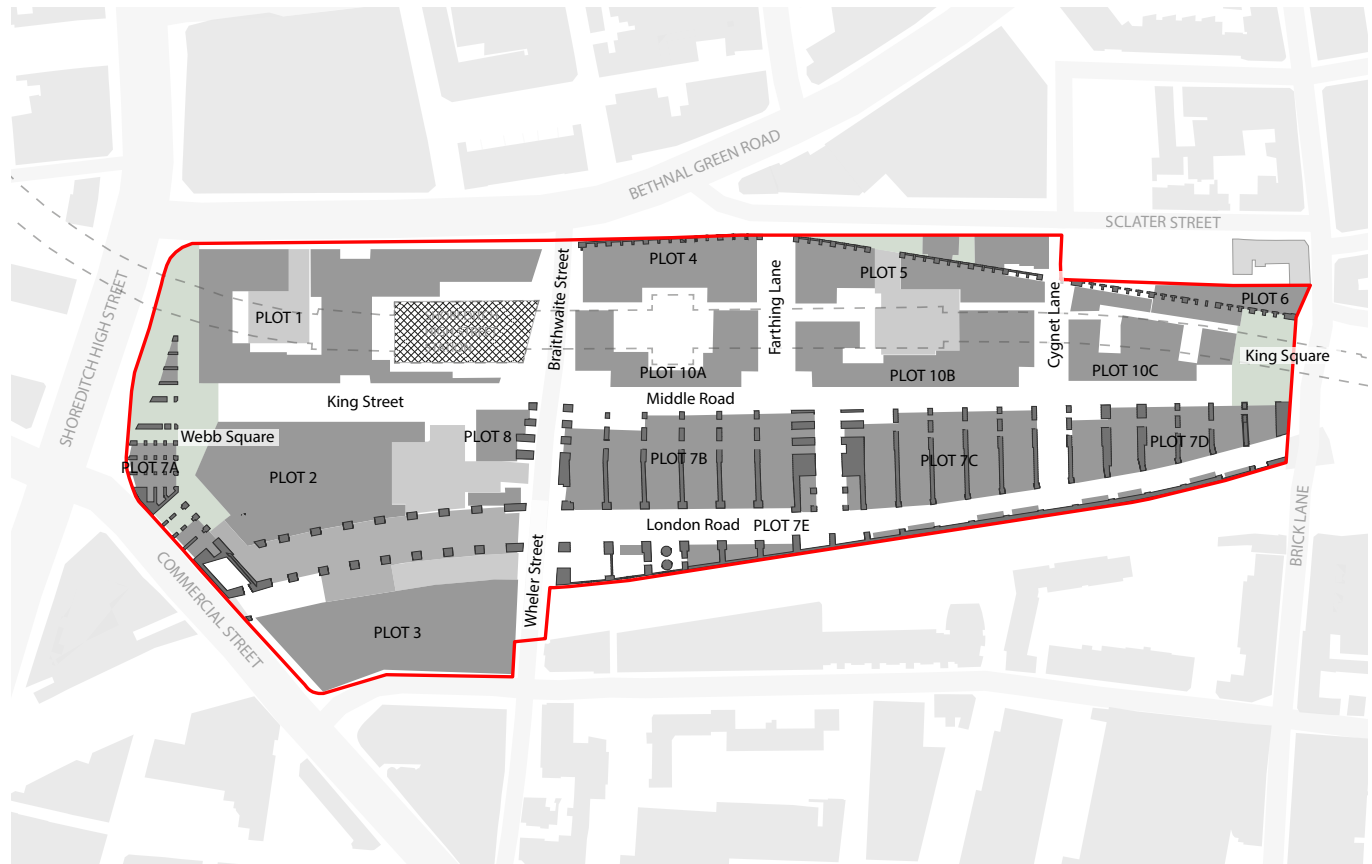 BETHNAL GREEN ROAD
SCLATER STREET
SHOREDITCH HIGH STREET
PLOT 4
PLOT 5
PLOT 6
PLOT 1
Braithwaite Street
Farthing Lane
Cygnet Lane
King Square
PLOT 10A
PLOT 10B
PLOT 10C
King Street
Middle Road
Webb Square
PLOT 8
PLOT 7A
PLOT 2
PLOT 7B
PLOT 7C
PLOT 7D
London Road
PLOT 7E
Wheler Street
BRICK LANE
COMMERCIAL STREET
PLOT 3